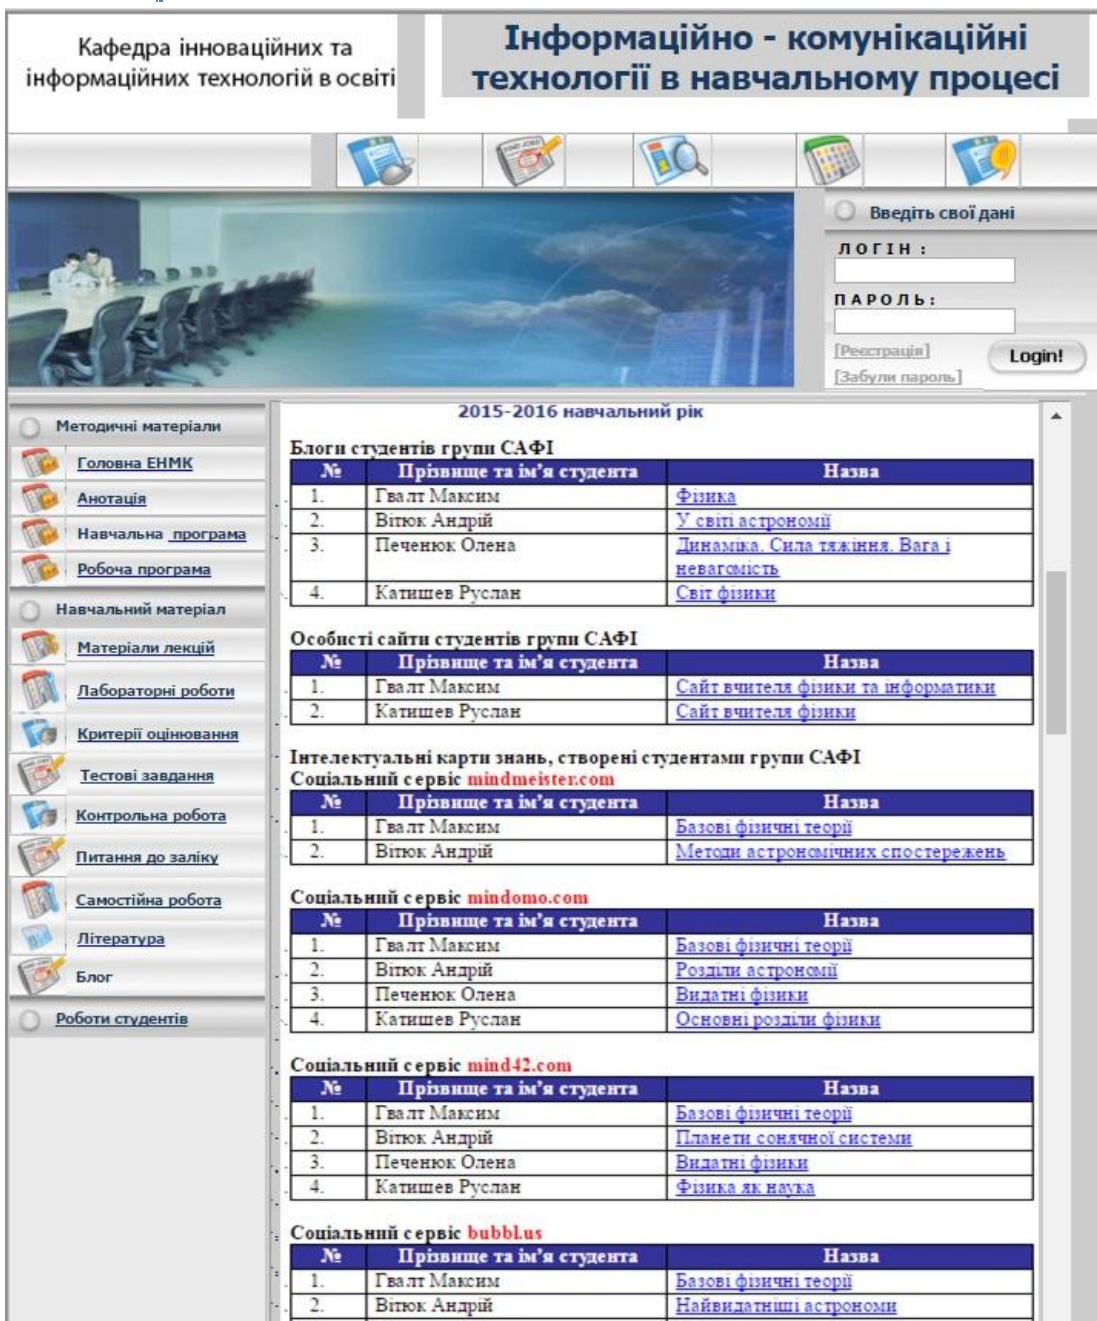 Кафедра інноваційних та
інформаційних технологій в освіті
Інформаційно - комунікаційні
технології в навчальному процесі
Введіть свої дані
ЛОГІН :
ПАРОЛЬ:
[Реєстрація]
Login!
[Забули пароль]
Методичні матеріали
Головна ЕНМК
Анотація
Навчальна програма
Робоча програма
Навчальний матеріал
Матеріали лекцій
Лабораторні роботи
Критерії оцінювання
Тестові завдання
Контрольна робота
Питання до заліку
Самостійна робота
Література
Блог
Роботи студентів
2015-2016 навчальний рік
Блоги студентів групи САФІ
№ Прізвище та ім’я студента Назва
1. Гвалт Максим Фізика
2. Вітюк Андрій У світі астрономії
3. Печенюк Олена Динаміка. Сила тяжіння. Вага і
невагомість
4. Катишев Руслан Світ фізики
Особисті сайти студентів групи САФІ
№ Прізвище та ім’я студента Назва
1. Гвалт Максим Сайт вчителя фізики та інформатики
2. Катишев Руслан Сайт вчителя фізики
Інтелектуальні карти знань, створені студентами групи САФІ
Соціальний сервіс mindmeister.com
№ Прізвище та ім’я студента Назва
1. Гвалт Максим Базові фізичні теорії
2. Вітюк Андрій Методи астрономічних спостережень
Соціальний сервіс mindomo.com
№ Прізвище та ім’я студента Назва
1. Гвалт Максим Базові фізичні теорії
2. Вітюк Андрій Розділи астрономії
3. Печенюк Олена Видатні фізики
4. Катишев Руслан Основні розділи фізики
Соціальний сервіс mind42.com
№ Прізвище та ім’я студента Назва
1. Гвалт Максим Базові фізичні теорії
2. Вітюк Андрій Планети сонячної системи
3. Печенюк Олена Видатні фізики
4. Катишев Руслан Фізика як наука
Соціальний сервіс bubbl.us
№ Прізвище та ім’я студента Назва
1. Гвалт Максим Базові фізичні теорії
2. Вітюк Андрій Найвидатніші астрономи